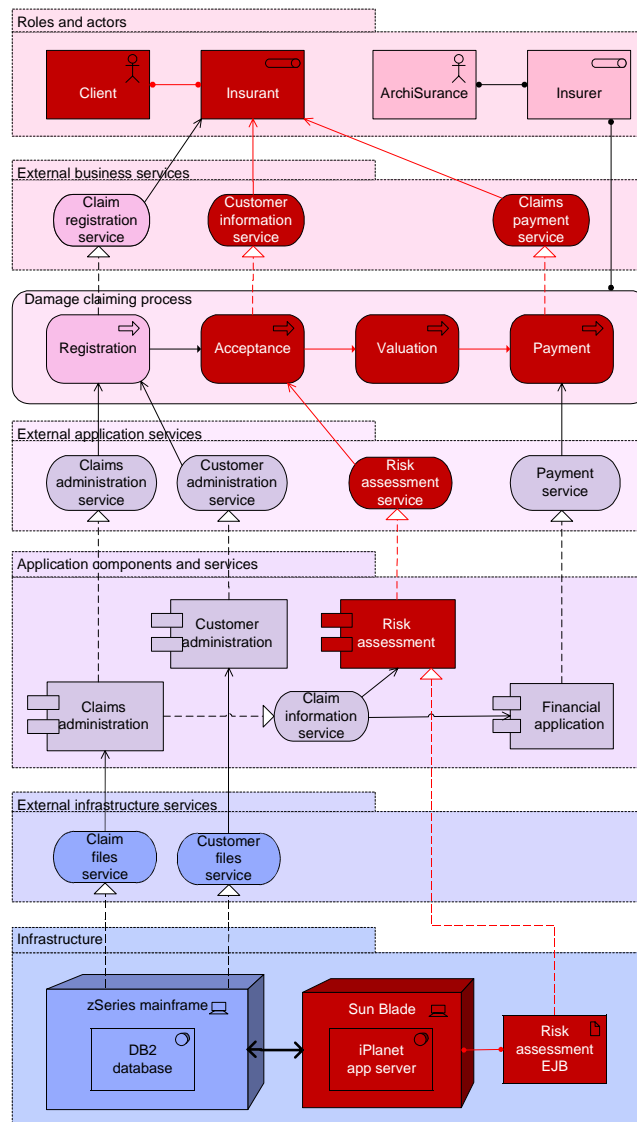 Roles and actors
Client
Insurant
ArchiSurance
Insurer
External business services
Claim
registration
service
Customer
information
service
Claims
payment
service
Damage claiming process
Registration
Acceptance
Valuation
Payment
External application services
Claims
administration
service
Customer
administration
service
Risk
assessment
service
Payment
service
Application components and services
Customer
administration
Risk
assessment
Claims
administration
Claim
information
service
Financial
application
External infrastructure services
Claim
files
service
Customer
files
service
Infrastructure
zSeries mainframe
DB2
database
Sun Blade
iPlanet
app server
Risk
assessment
EJB